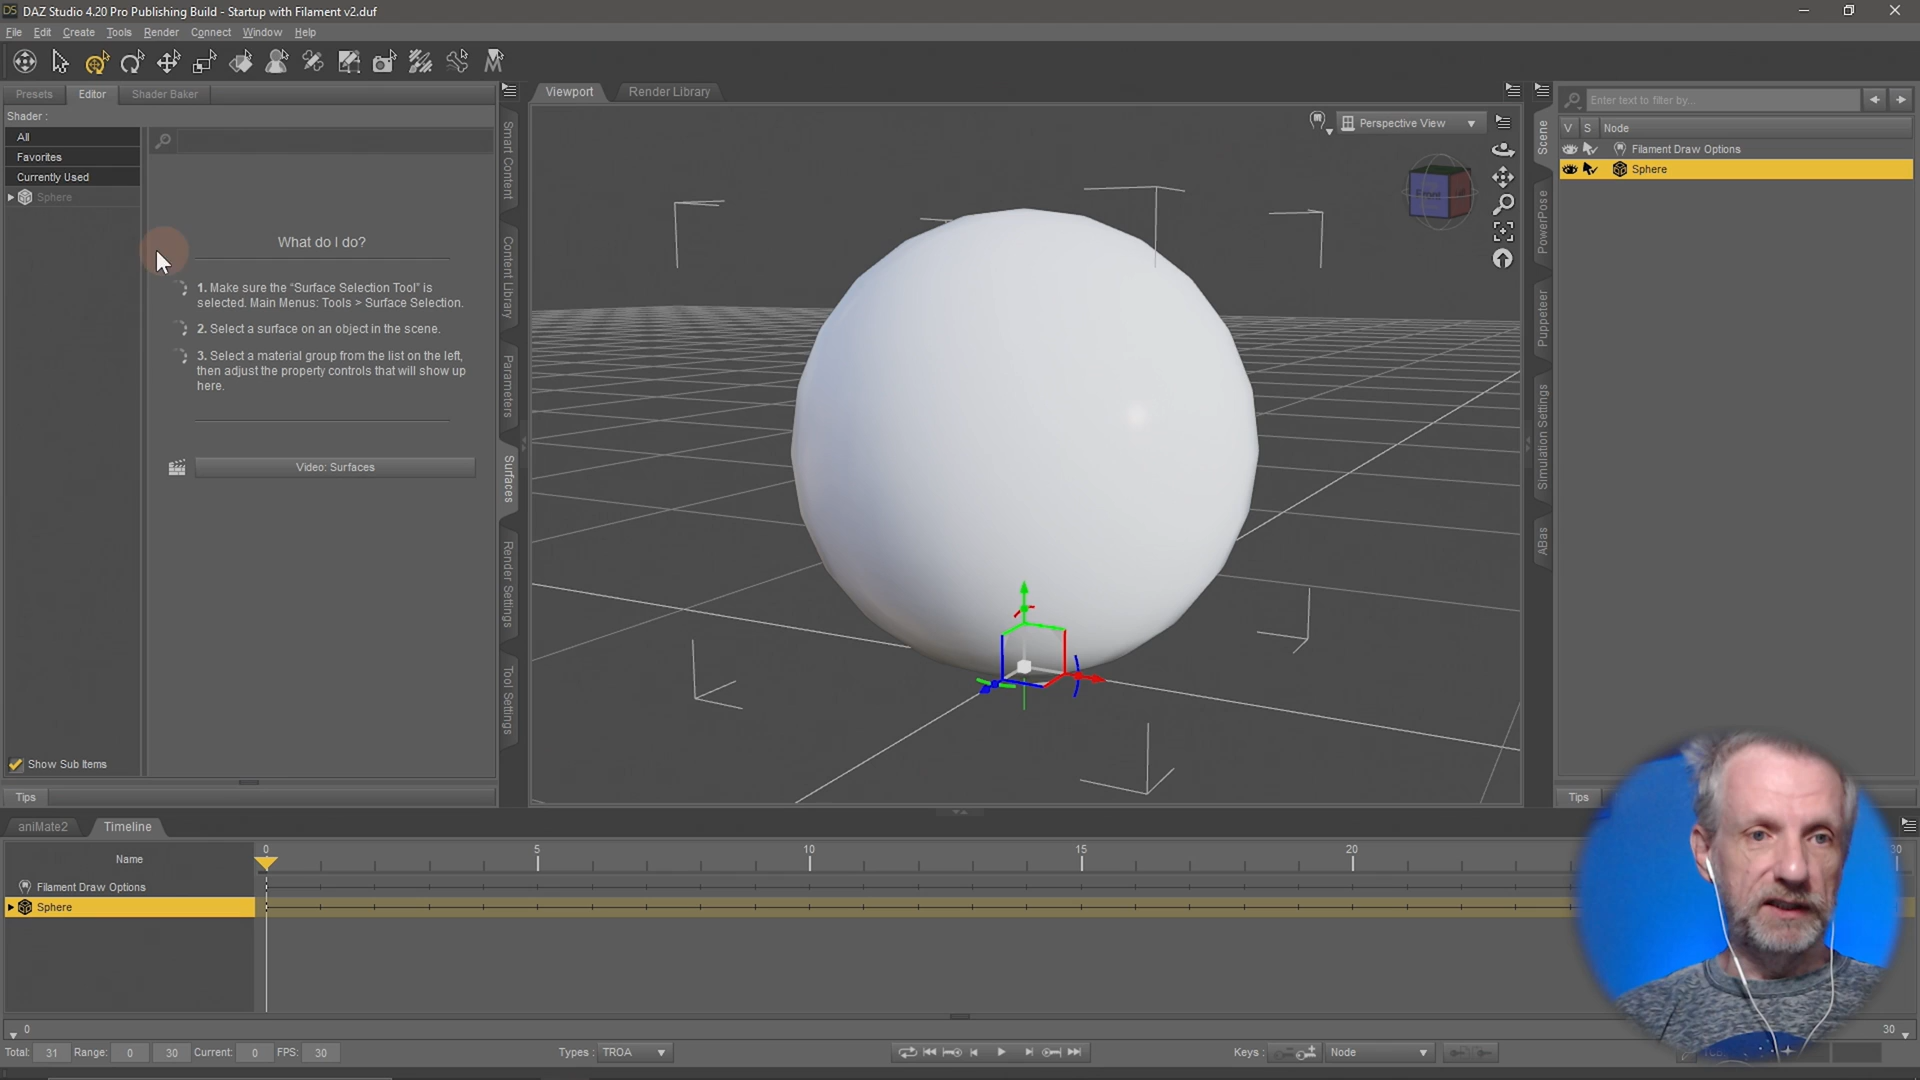 DAZ Studio 4.20 Pro Publishing Build - Startup with Filament v2.duf
File Edit Create Tools Render Connect Window Help
Presets Editor Shader Baker
Shader :
All
Favorites
Currently Used
Sphere
What do I do?
1. Make sure the “Surface Selection Tool” is
selected. Main Menus: Tools > Surface Selection.
2. Select a surface on an object in the scene.
3. Select a material group from the list on the left,
then adjust the property controls that will show up
here.
Video: Surfaces
Show Sub Items
Tips
Smart Content
Content Library
Parameters
Surfaces
Render Settings
Tool Settings
Viewport Render Library
Perspective View
Front
Scene
PowerPose
Puppeteer
Simulation Settings
ABas
Enter text to filter by...
V S Node
Filament Draw Options
Sphere
Tips
aniMate2 Timeline
Name
0 5 10 15 20 30
Filament Draw Options
Sphere
0 30
Total: 31 Range: 0 30 Current: 0 FPS: 30 Types : TROA Keys : Node